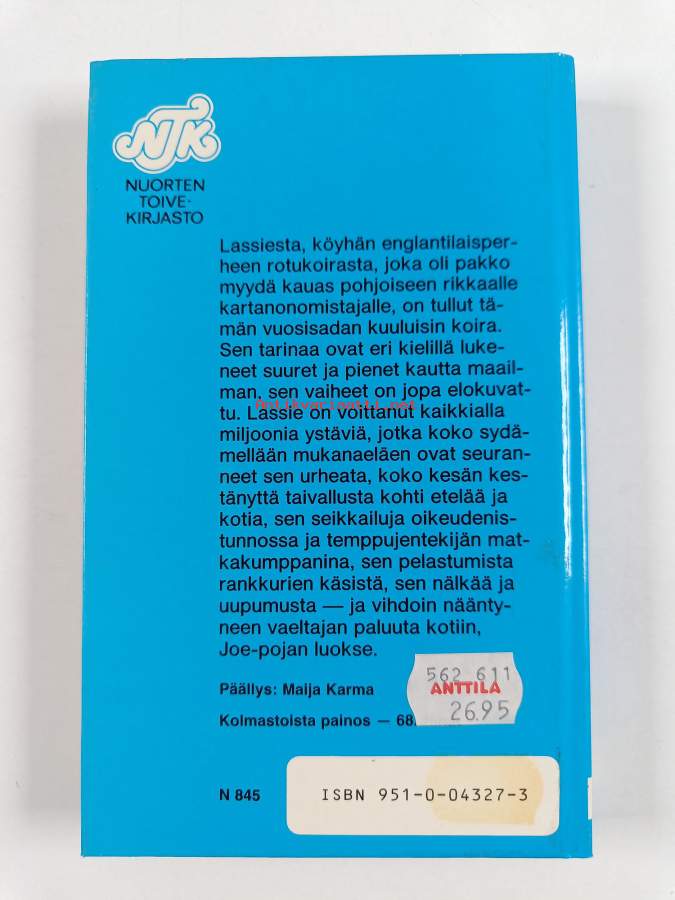 NTK
NUORTEN
TOIVE-
KIRJASTO
Lassiesta, köyhän englantilaisper-
heen rotukoirasta, joka oli pakko
myydä kauas pohjoiseen rikkaalle
kartanonomistajalle, on tullut tä-
män vuosisadan kuuluisin koira.
Sen tarinaa ovat eri kielillä luke-
neet suuret ja pienet kautta maail-
man, sen vaiheet on jopa elokuvat-
Antikvariaatti.net
tu. Lassie on voittanut kaikkialla
miljoonia ystäviä, jotka koko sydä-
mellään mukanaeläen ovat seuran-
neet sen urheata, koko kesän kes-
tänyttä taivallusta kohti etelää ja
kotia, sen seikkailuja oikeudenis-
tunnossa ja temppujentekijän mat-
kakumppanina, sen pelastumista
rankkurien käsistä, sen nälkää ja
uupumusta — ja vihdoin näänty-
neen vaeltajan paluuta kotiin,
Joe-pojan luokse.
562 611
ANTTILA
26.95
Päällys: Maija Karma
Kolmastoista painos — 68.
N 845
ISBN 951-0-04327-3